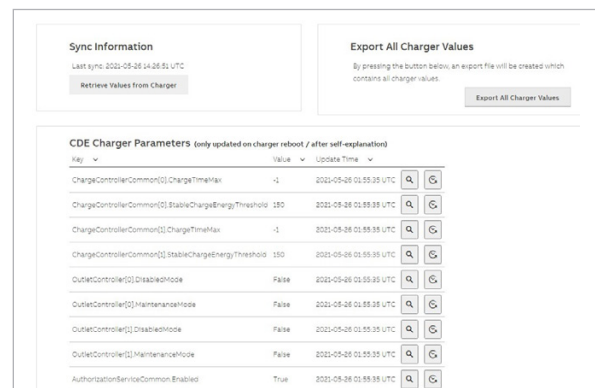 Sync Information
Last sync: 2021-05-26 14:26:51 UTC
Retrieve Values from Charger
Export All Charger Values
By pressing the button below, an export file will be created which
contains all charger values.
Export All Charger Values
CDE Charger Parameters (only updated on charger reboot / after self-explanation)
Key Value Update Time
ChargeControllerCommon[0].ChargeTimeMax -1 2021-05-26 01:55:35 UTC
ChargeControllerCommon[0].StableChargeEnergyThreshold 150 2021-05-26 01:55:35 UTC
ChargeControllerCommon[1].ChargeTimeMax -1 2021-05-26 01:55:35 UTC
ChargeControllerCommon[1].StableChargeEnergyThreshold 150 2021-05-26 01:55:35 UTC
OutletController[0].DisabledMode False 2021-05-26 01:55:35 UTC
OutletController[0].MaintenanceMode False 2021-05-26 01:55:35 UTC
OutletController[1].DisabledMode False 2021-05-26 01:55:35 UTC
OutletController[1].MaintenanceMode False 2021-05-26 01:55:35 UTC
AuthorizationServiceCommon.Enabled True 2021-05-26 01:55:35 UTC